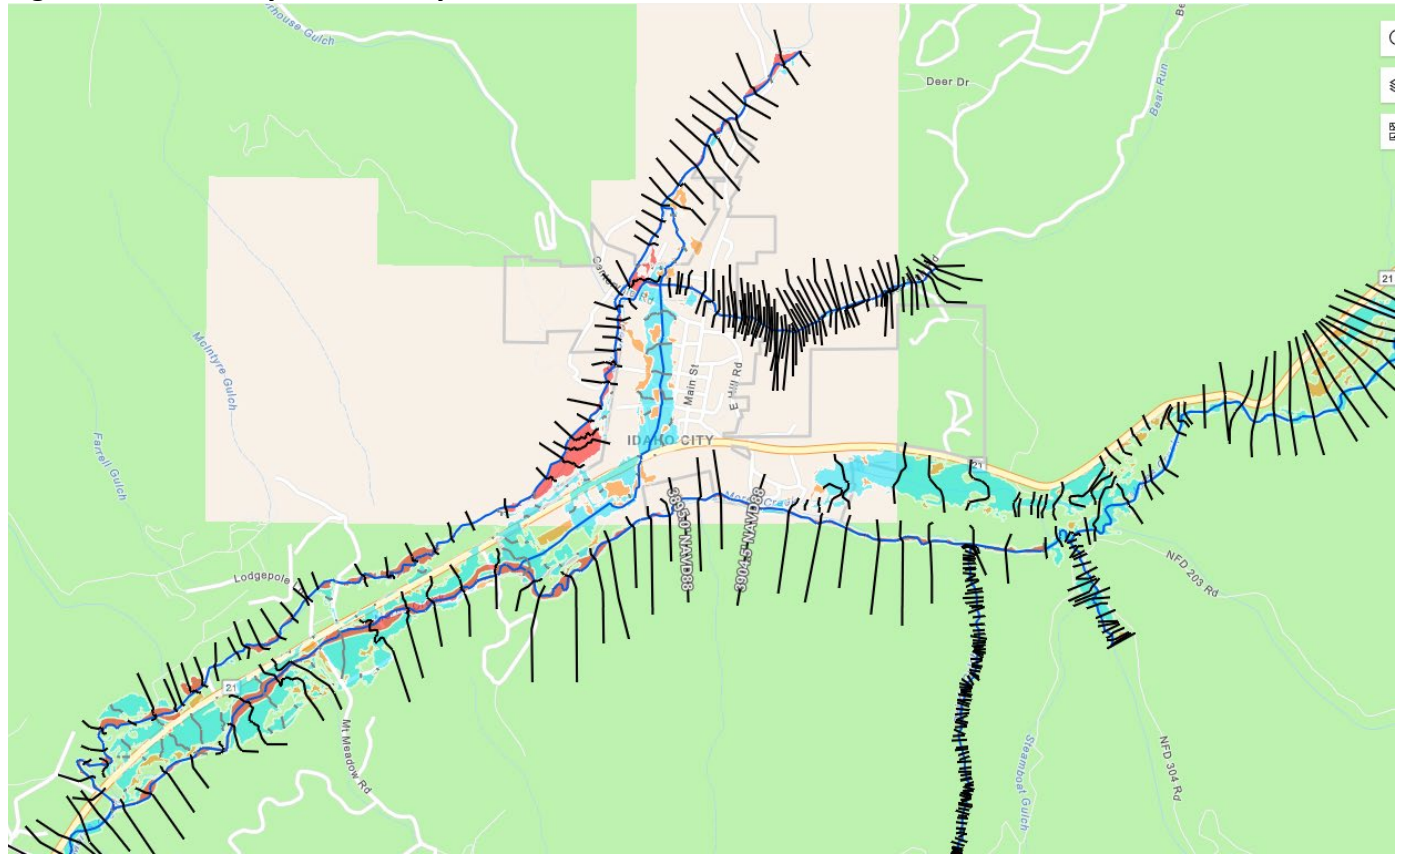 Deer Dr
Bear Run
21
McIntyre Gulch
Main St
E Hill Rd
IDAHO CITY
Farrell Gulch
21
3895.0' NAVD88
3904.5' NAVD88
NFD 203 Rd
Lodgepole
21
Mt Meadow Rd
Steamboat Gulch
NFD 304 Rd